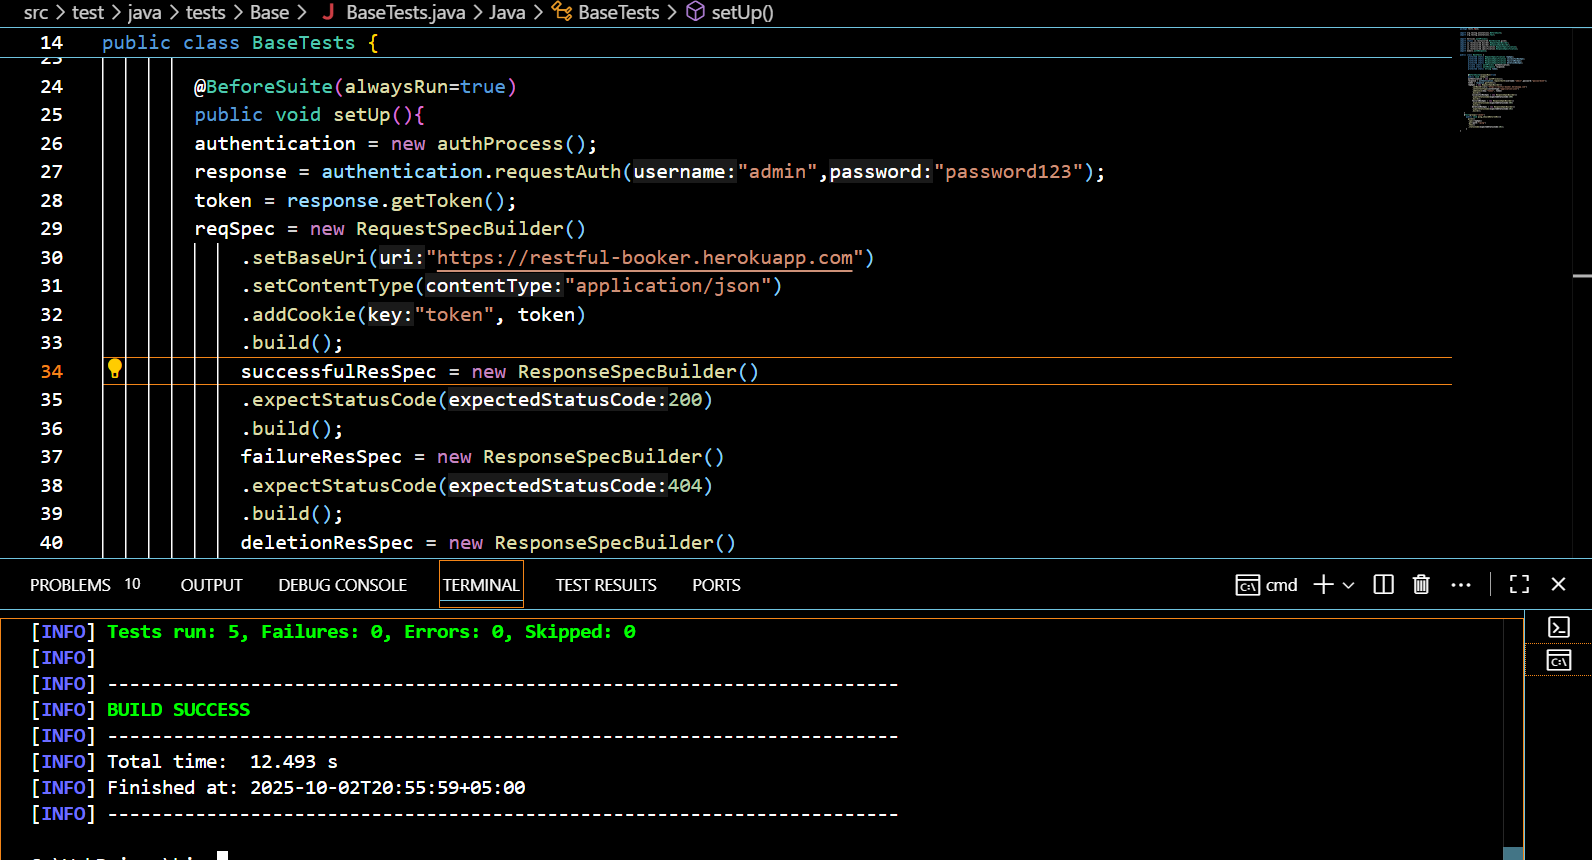 src > test > java > tests > Base > J BaseTests.java > Java > BaseTests > setUp()
14 public class BaseTests {
23
24 @BeforeSuite(alwaysRun=true)
25 public void setUp(){
26 authentication = new authProcess();
27 response = authentication.requestAuth(username:"admin",password:"password123");
28 token = response.getToken();
29 reqSpec = new RequestSpecBuilder()
30 .setBaseUri(uri:"https://restful-booker.herokuapp.com")
31 .setContentType(contentType:"application/json")
32 .addCookie(key:"token", token)
33 .build();
34 successfulResSpec = new ResponseSpecBuilder()
35 .expectStatusCode(expectedStatusCode:200)
36 .build();
37 failureResSpec = new ResponseSpecBuilder()
38 .expectStatusCode(expectedStatusCode:404)
39 .build();
40 deletionResSpec = new ResponseSpecBuilder()
PROBLEMS 10 OUTPUT DEBUG CONSOLE TERMINAL TEST RESULTS PORTS cmd
[INFO] Tests run: 5, Failures: 0, Errors: 0, Skipped: 0
[INFO]
[INFO] ------------------------------------------------------------------------
[INFO] BUILD SUCCESS
[INFO] ------------------------------------------------------------------------
[INFO] Total time:  12.493 s
[INFO] Finished at: 2025-10-02T20:55:59+05:00
[INFO] ------------------------------------------------------------------------